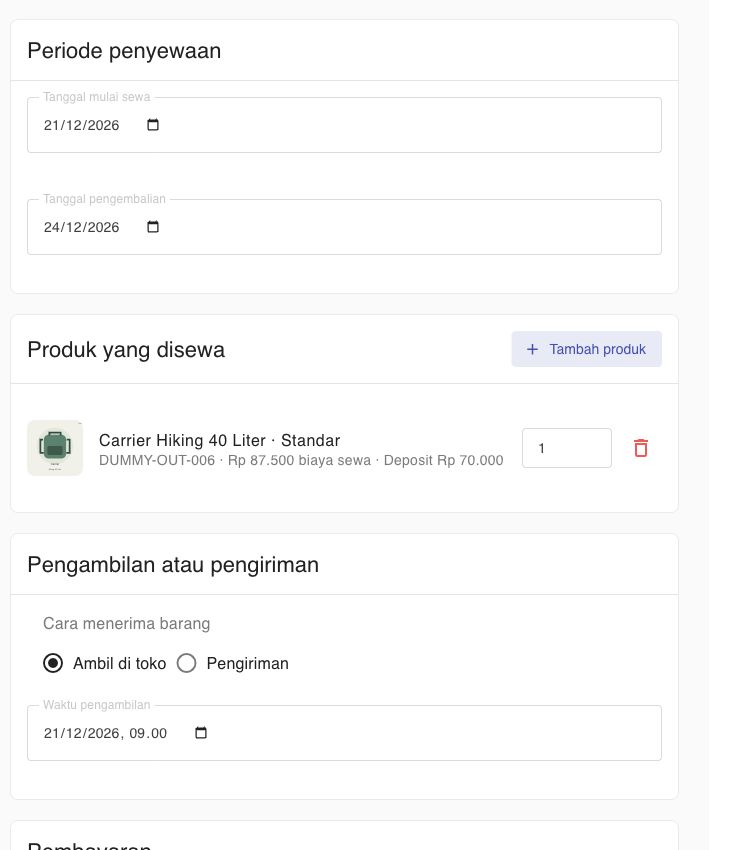 Periode penyewaan
Tanggal mulai sewa
21/12/2026
Tanggal pengembalian
24/12/2026
Produk yang disewa
+ Tambah produk
Carrier Hiking 40 Liter · Standar
DUMMY-OUT-006 · Rp 87.500 biaya sewa · Deposit Rp 70.000
1
Pengambilan atau pengiriman
Cara menerima barang
Ambil di toko
Pengiriman
Waktu pengambilan
21/12/2026, 09.00
Pembayaran